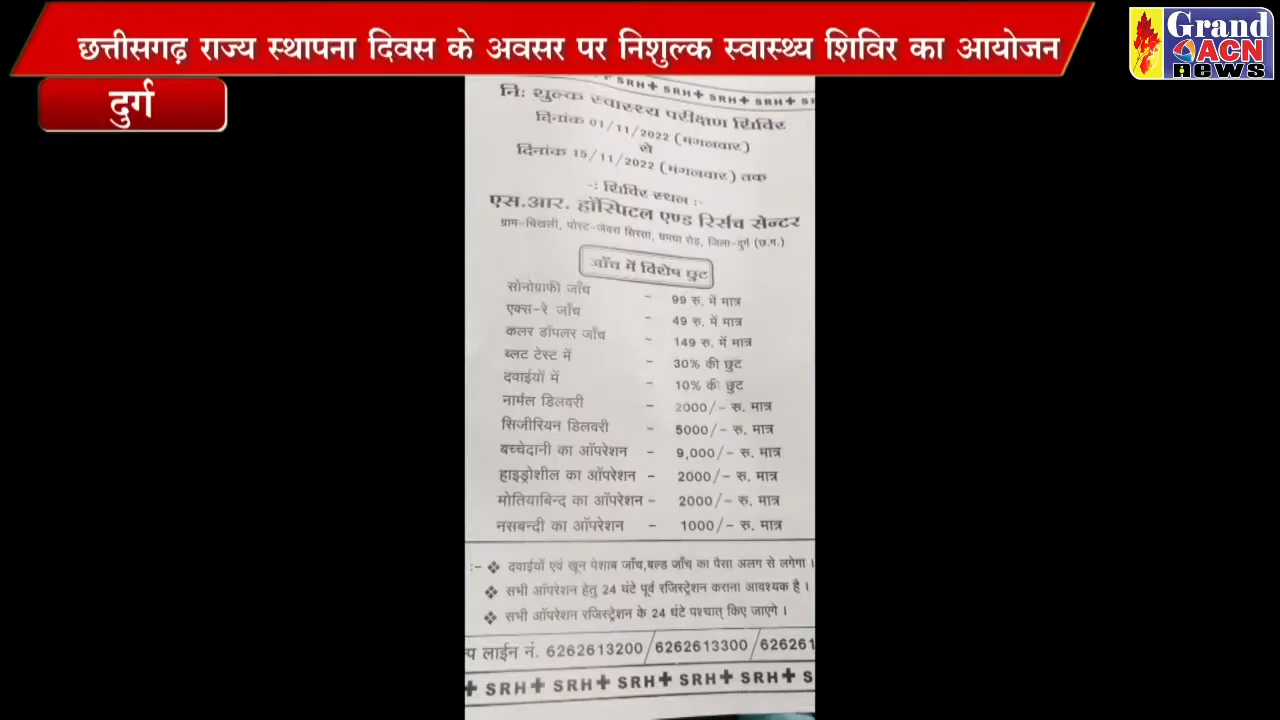 छत्तीसगढ़ राज्य स्थापना दिवस के अवसर पर निशुल्क स्वास्थ्य शिविर का आयोजन
Grand
ACN
news
दुर्ग
SRH✚ SRH✚ SRH✚ SRH✚
निः शुल्क स्वास्थ्य परीक्षण शिविर
दिनांक 01/11/2022 (मंगलवार)
से
दिनांक 15/11/2022 (मंगलवार) तक
-: शिविर स्थल :-
एस.आर. हॉस्पिटल एण्ड रिर्सच सेन्टर
ग्राम-चिखली, पोस्ट-जेवरा सिरसा, धमधा रोड़, जिला-दुर्ग (छ.ग.)
जाँच में विशेष छुट
सोनोग्राफी जाँच - 99 रु. में मात्र
एक्स-रे जाँच - 49 रु. में मात्र
कलर डॉपलर जाँच - 149 रु. में मात्र
ब्लट टेस्ट में - 30% की छुट
दवाईयों में - 10% की छुट
नार्मल डिलवरी - 2000/- रु. मात्र
सिजीरियन डिलवरी - 5000/- रु. मात्र
बच्चेदानी का ऑपरेशन - 9,000/- रु. मात्र
हाइड्रोशील का ऑपरेशन - 2000/- रु. मात्र
मोतियाबिन्द का ऑपरेशन - 2000/- रु. मात्र
नसबन्दी का ऑपरेशन - 1000/- रु. मात्र
:- ❖ दवाईयों एवं खून पेशाब जाँच,बल्ड जाँच का पैसा अलग से लगेगा ।
❖ सभी ऑपरेशन हेतु 24 घंटे पूर्व रजिस्ट्रेशन कराना आवश्यक है ।
❖ सभी ऑपरेशन रजिस्ट्रेशन के 24 घंटे पश्चात् किए जाएगे ।
प लाईन नं. 6262613200/6262613300/626261
✚ SRH✚ SRH✚ SRH✚ SRH✚ SRH✚ S